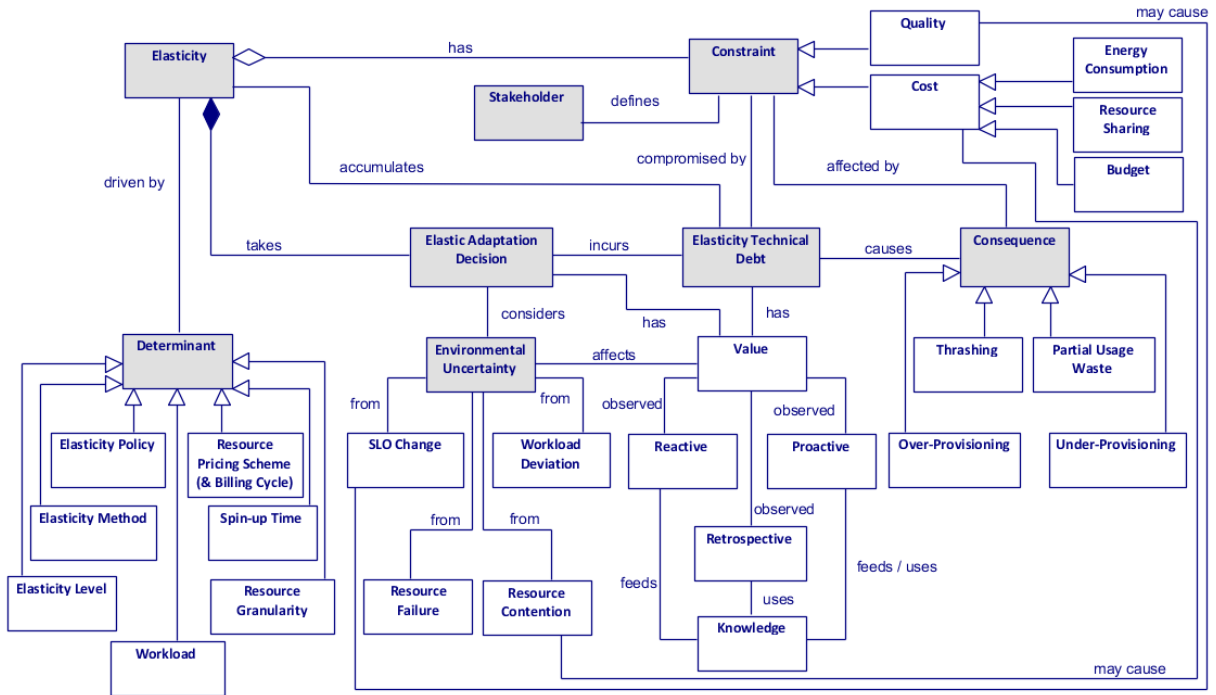 may cause
Quality
Elasticity
has
Constraint
Energy
Consumption
Cost
Stakeholder
defines
Resource
Sharing
accumulates
compromised by
affected by
Budget
driven by
takes
Elastic Adaptation
Decision
incurs
Elasticity Technical
Debt
causes
Consequence
considers
has
has
Determinant
Environmental
Uncertainty
affects
Value
Thrashing
Partial Usage
Waste
from
from
observed
observed
Elasticity Policy
Resource
Pricing Scheme
(& Billing Cycle)
SLO Change
Workload
Deviation
Reactive
Proactive
Over-Provisioning
Under-Provisioning
Elasticity Method
Spin-up Time
from
from
observed
Retrospective
Elasticity Level
Resource
Granularity
Resource
Failure
Resource
Contention
feeds
feeds / uses
uses
Knowledge
Workload
may cause